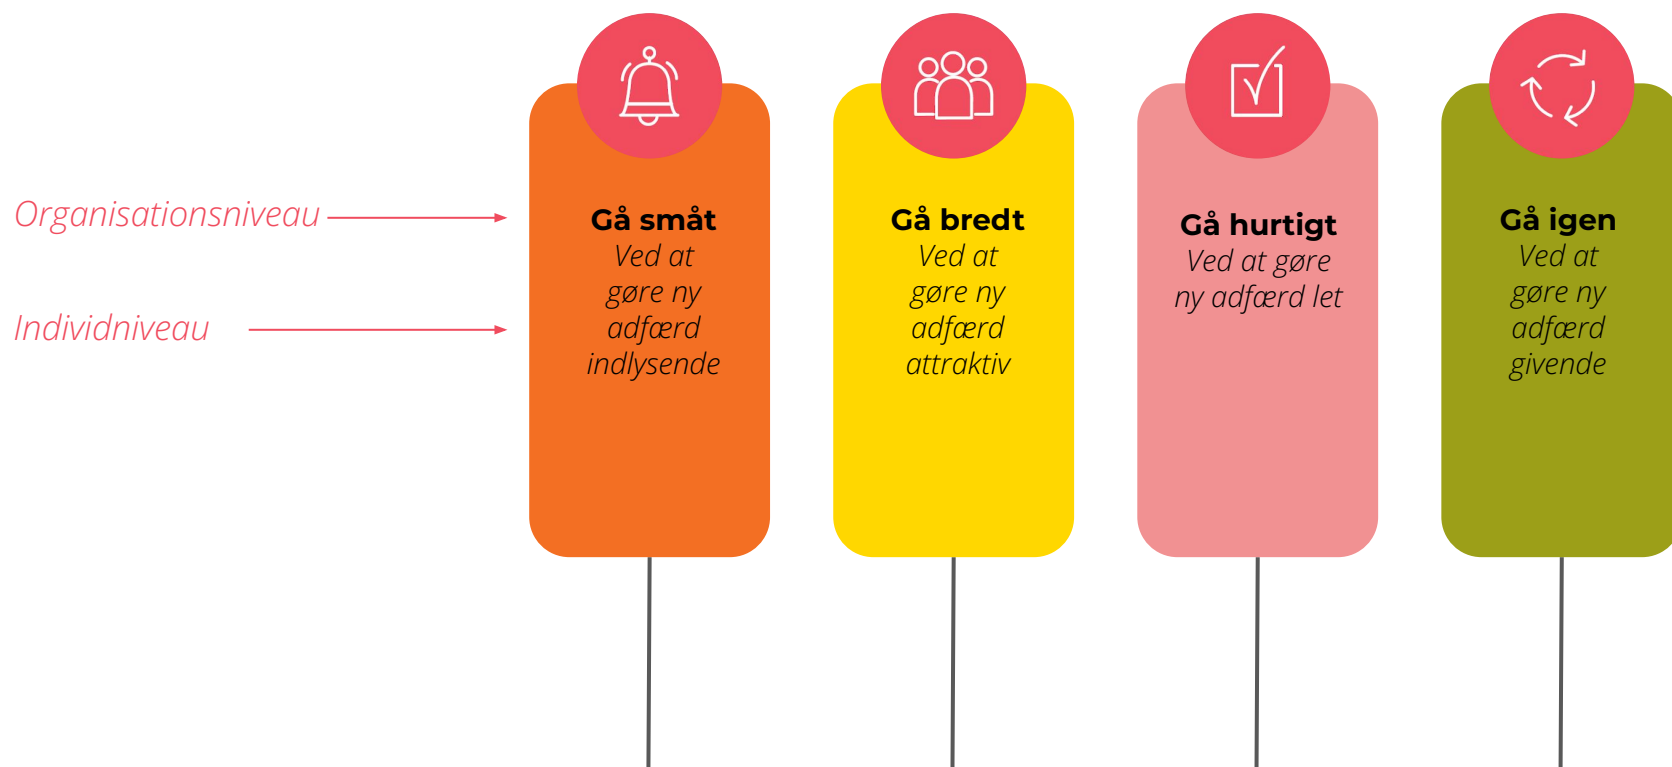 Organisationsniveau
Individniveau
Gå småt
Ved at
gøre ny
adfærd
indlysende
Gå bredt
Ved at
gøre ny
adfærd
attraktiv
Gå hurtigt
Ved at gøre
ny adfærd let
Gå igen
Ved at
gøre ny
adfærd
givende